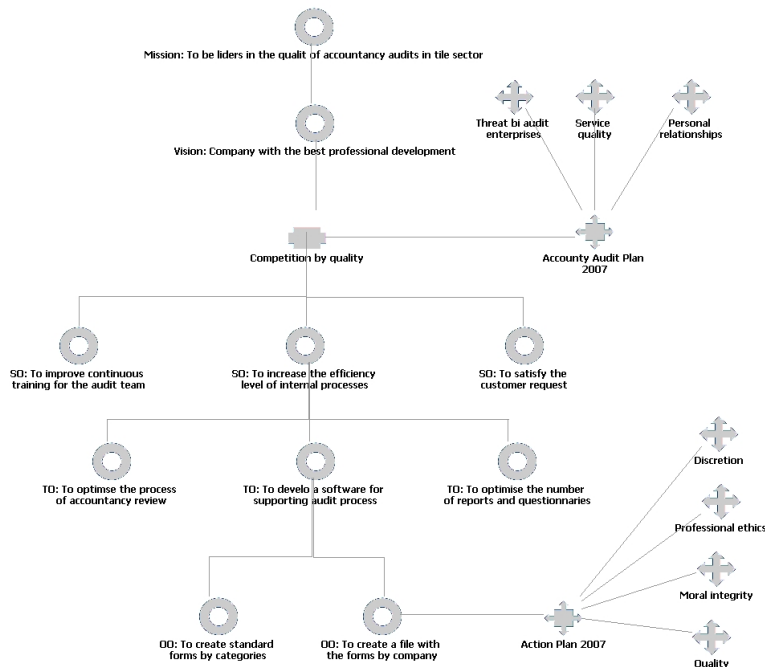 Mission: To be liders in the qualit of accountancy audits in tile sector
Threat bi audit
enterprises
Service
quality
Personal
relationships
Vision: Company with the best professional development
Competition by quality
Accounty Audit Plan
2007
SO: To improve continuous
training for the audit team
SO: To increase the efficiency
level of internal processes
SO: To satisfy the
customer request
TO: To optimse the process
of accountancy review
TO: To develo a software for
supporting audit process
TO: To optimise the number
of reports and questionnaries
Discretion
Professional ethics
Moral integrity
OO: To create standard
forms by categories
OO: To create a file with
the forms by company
Action Plan 2007
Quality